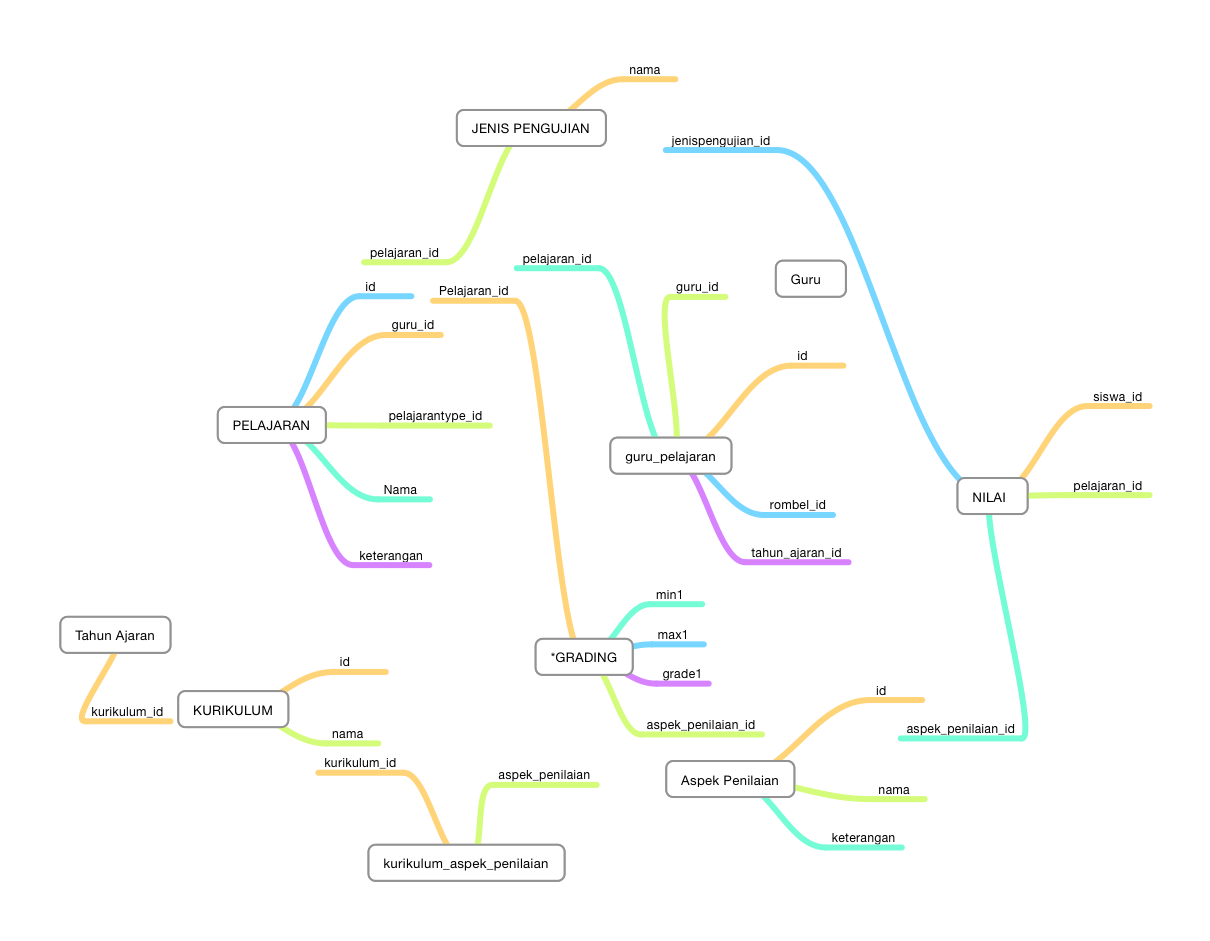 nama
JENIS PENGUJIAN
jenispengujian_id
pelajaran_id
pelajaran_id
Guru
id
Pelajaran_id
guru_id
guru_id
id
siswa_id
pelajarantype_id
PELAJARAN
guru_pelajaran
Nama
pelajaran_id
NILAI
rombel_id
keterangan
tahun_ajaran_id
min1
Tahun Ajaran
max1
*GRADING
id
grade1
kurikulum_id
KURIKULUM
id
nama
aspek_penilaian_id
aspek_penilaian_id
kurikulum_id
aspek_penilaian
Aspek Penilaian
nama
keterangan
kurikulum_aspek_penilaian